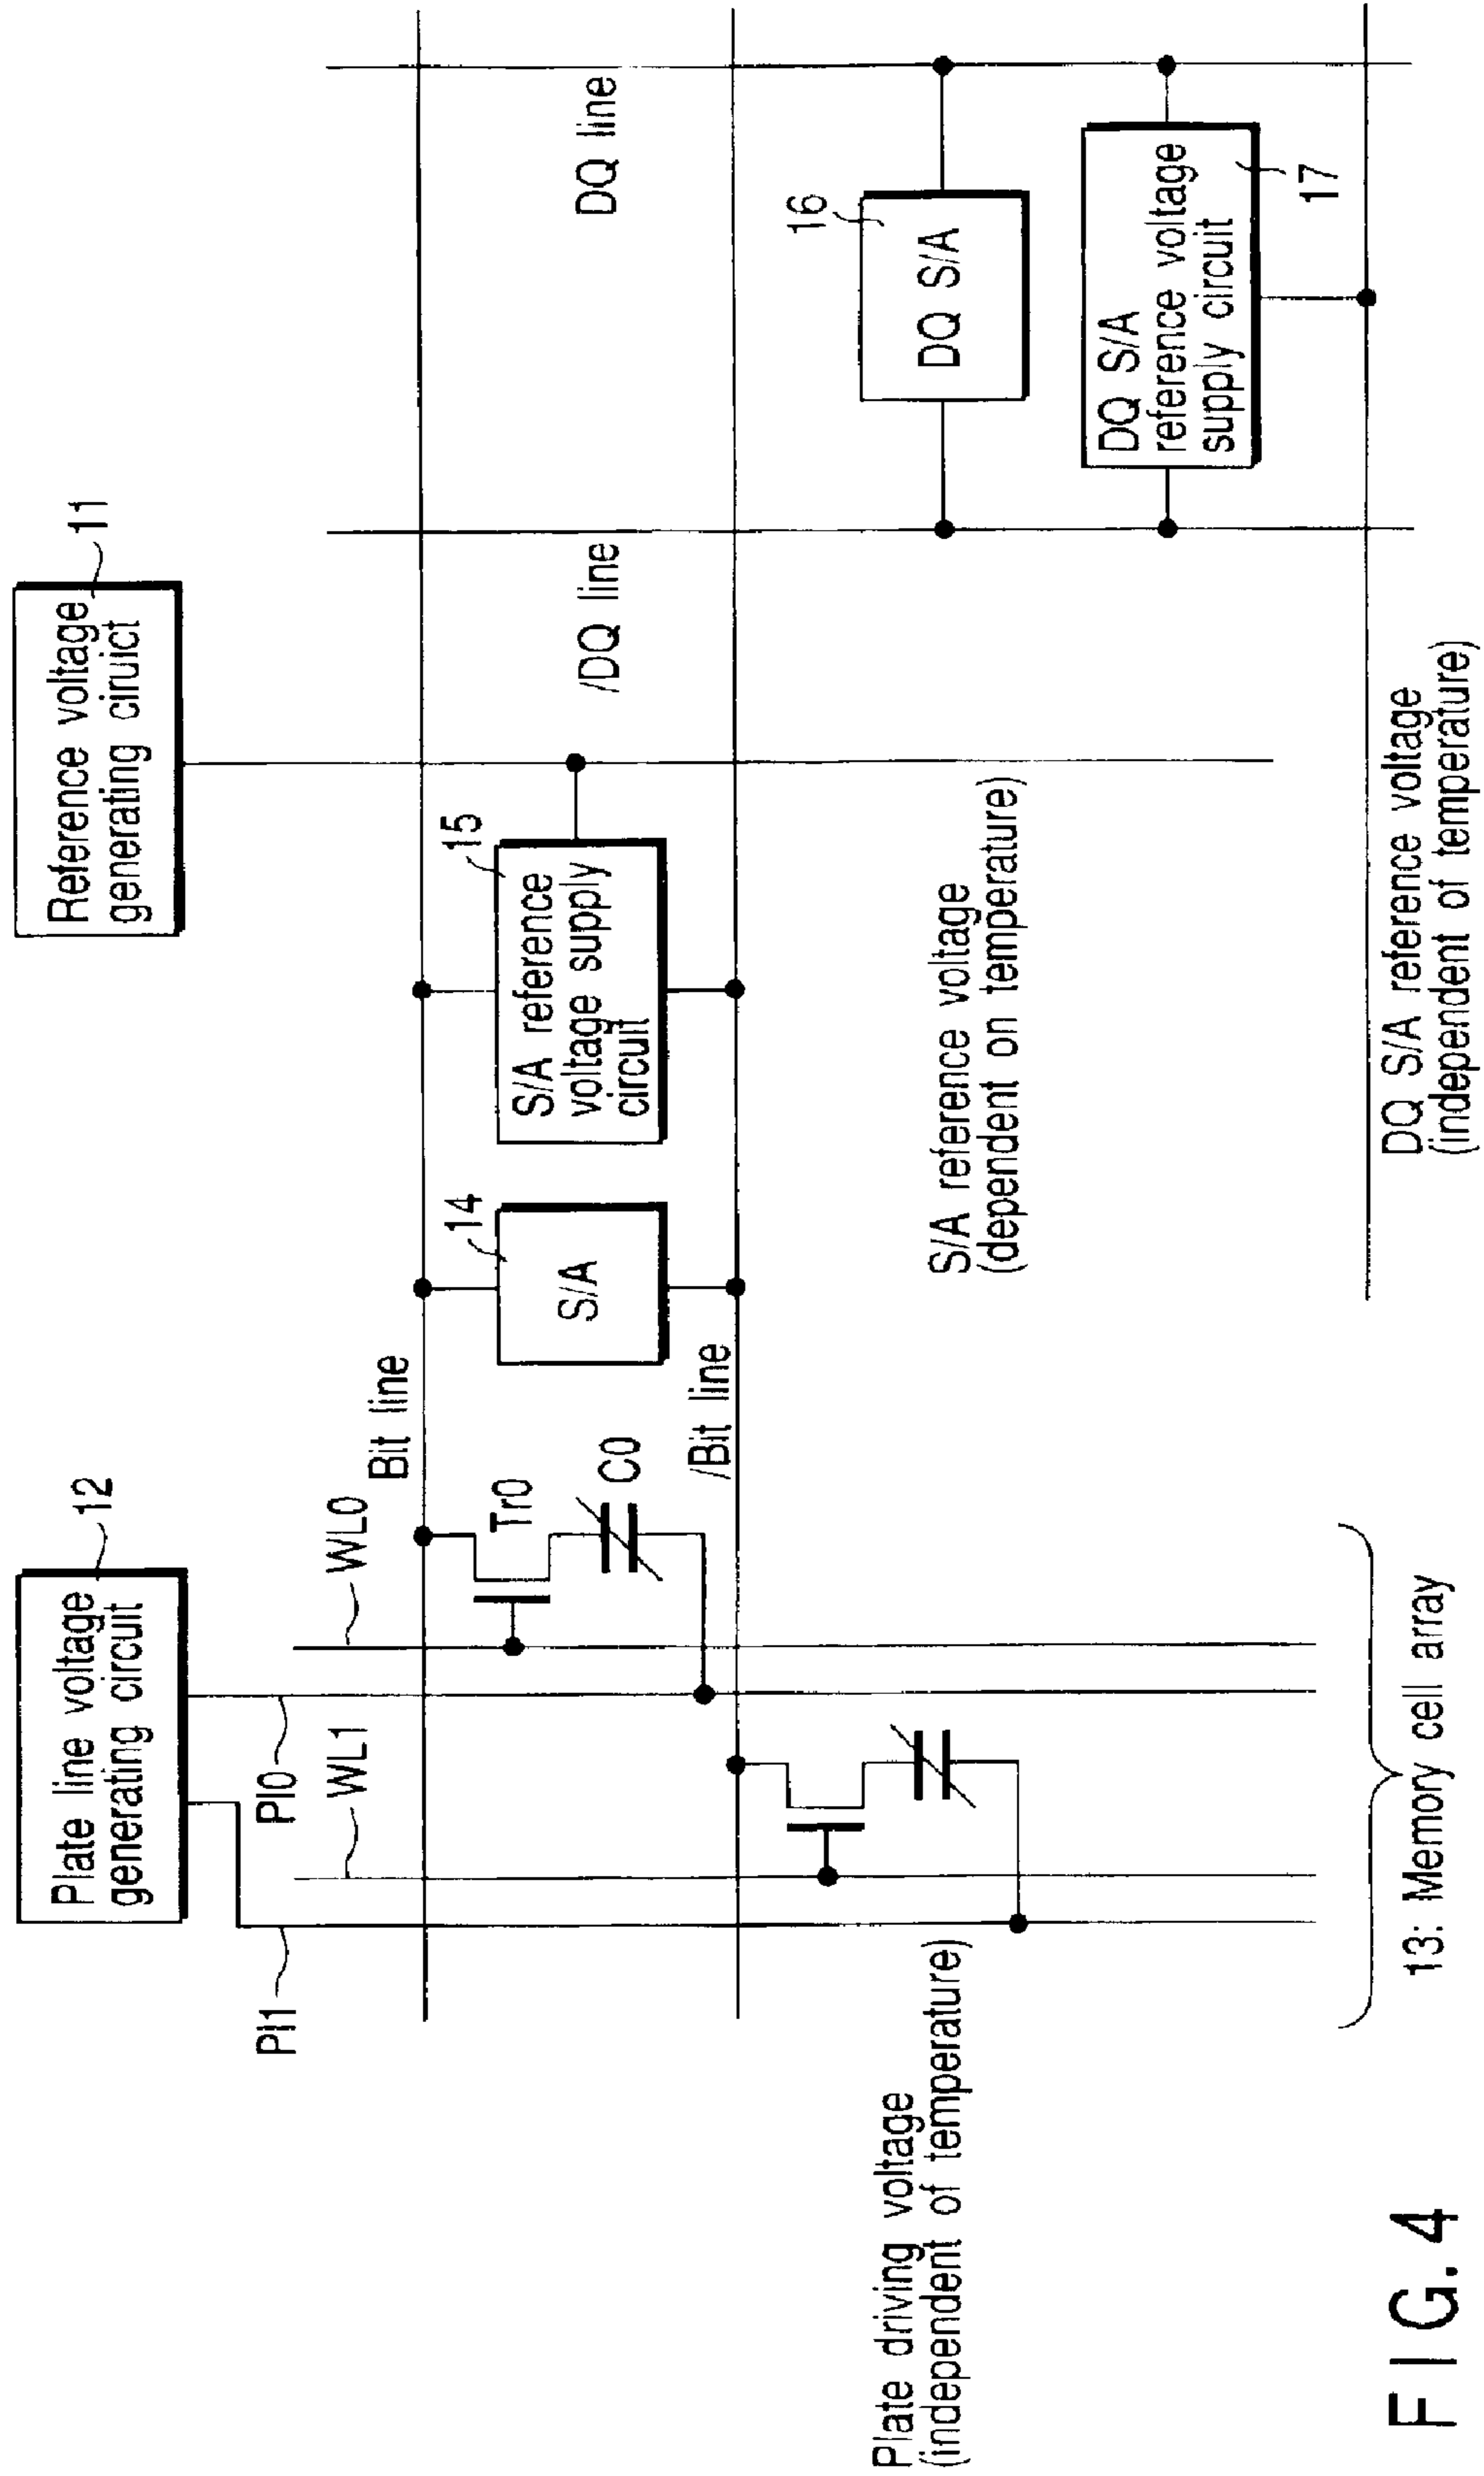 Plate line voltage
generating circuit
12
Reference voltage
generating ciruict
11
Pl1
Pl0
WL1
WL0
Bit line
Tr0
C0
/Bit line
14
S/A
15
S/A reference
voltage supply
circuit
/DQ line
DQ line
16
DQ S/A
DQ S/A
reference voltage
supply circuit
17
Plate driving voltage
(independent of temperature)
S/A reference voltage
(dependent on temperature)
DQ S/A reference voltage
(independent of temperature)
13: Memory cell array
FIG. 4